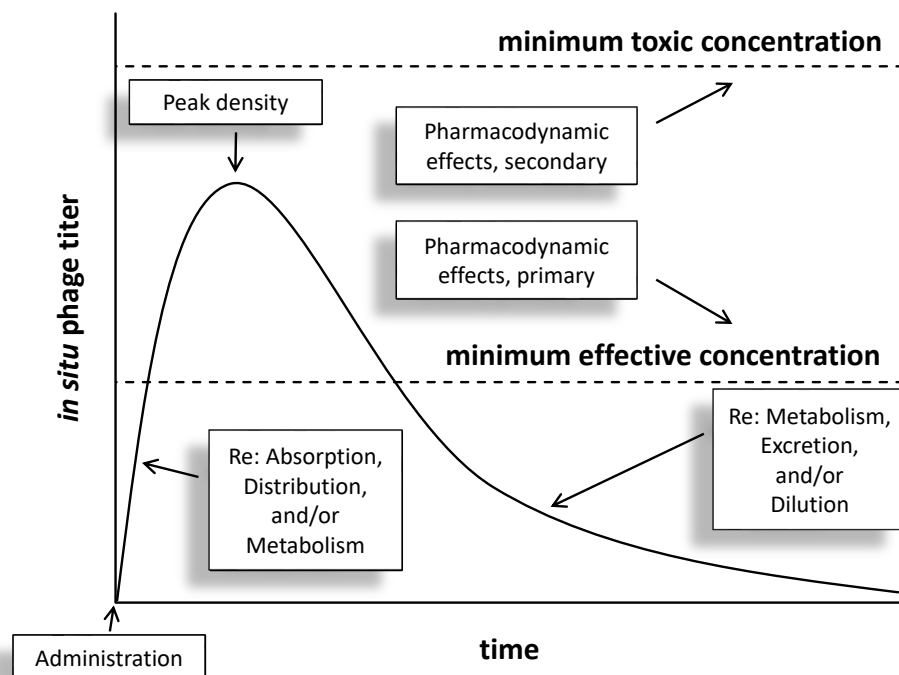 minimum toxic concentration
Peak density
Pharmacodynamic
effects, secondary
Pharmacodynamic
effects, primary
in situ phage titer
minimum effective concentration
Re: Absorption,
Distribution,
and/or
Metabolism
Re: Metabolism,
Excretion,
and/or
Dilution
time
Administration